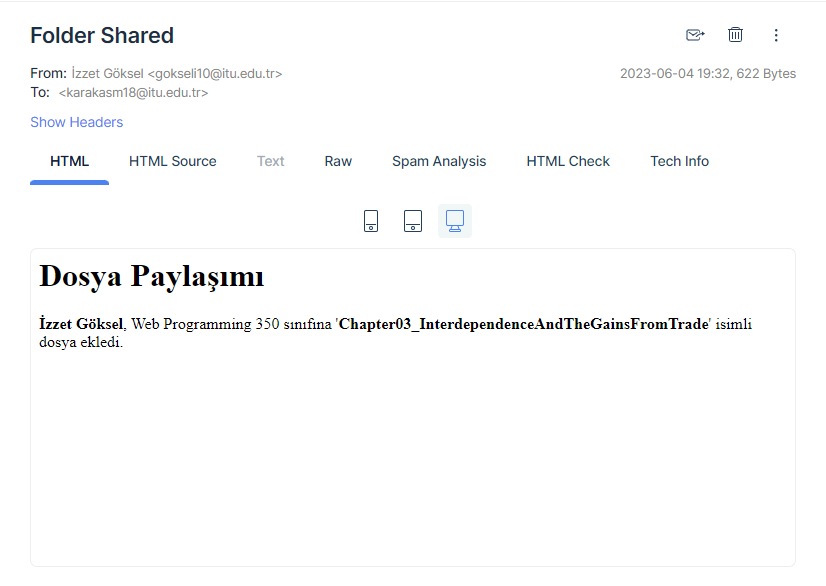 Folder Shared
From: İzzet Göksel <gokseli10@itu.edu.tr>
2023-06-04 19:32, 622 Bytes
To: <karakasm18@itu.edu.tr>
Show Headers
HTML HTML Source Text Raw Spam Analysis HTML Check Tech Info
Dosya Paylaşımı
İzzet Göksel, Web Programming 350 sınıfına 'Chapter03_InterdependenceAndTheGainsFromTrade' isimli
dosya ekledi.